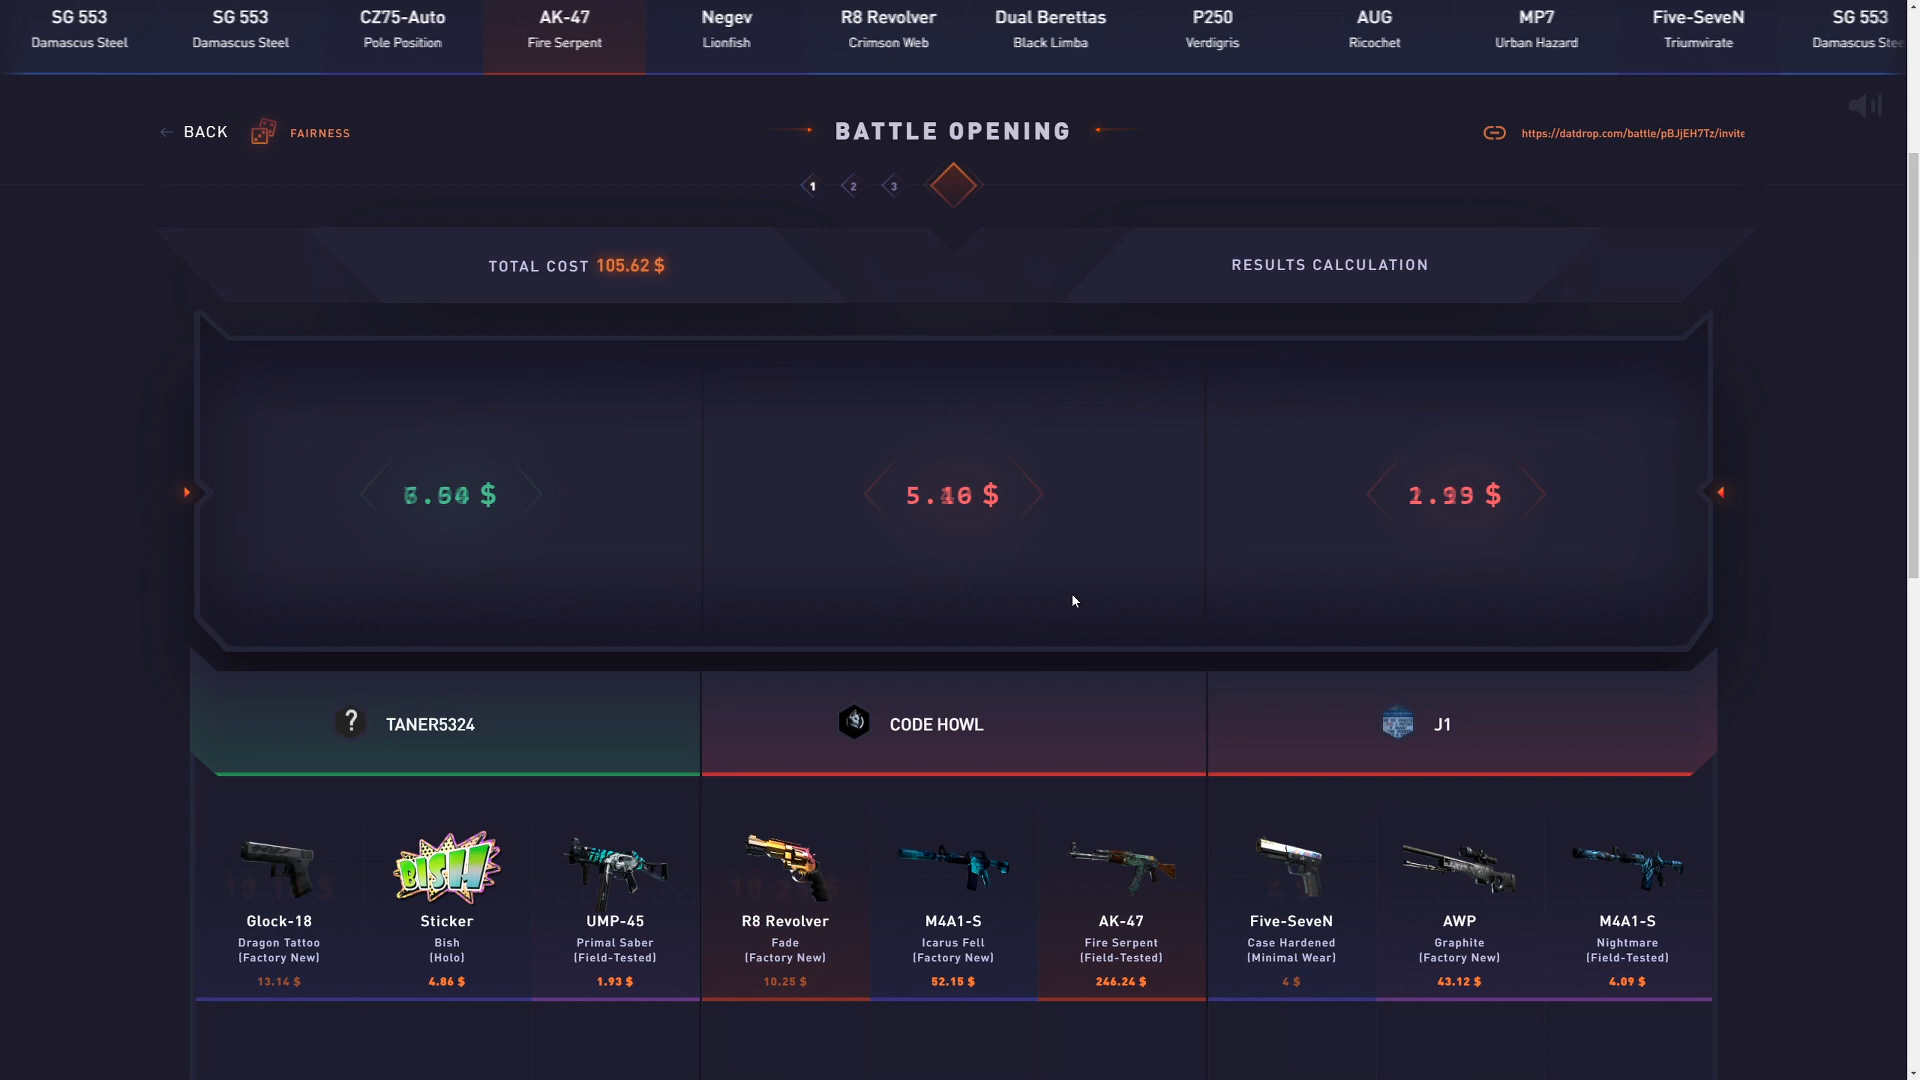 SG 553 SG 553 CZ75-Auto AK-47 Negev R8 Revolver Dual Berettas P250 AUG MP7 Five-SeveN SG 553
Damascus Steel Damascus Steel Pole Position Fire Serpent Lionfish Crimson Web Black Limba Verdigris Ricochet Urban Hazard Triumvirate Damascus Stee
BACK FAIRNESS BATTLE OPENING https://datdrop.com/battle/pBJjEH7Tz/invite
1 2 3
TOTAL COST 105.62 $ RESULTS CALCULATION
TANER5324 CODE HOWL J1
Glock-18 Sticker UMP-45 R8 Revolver M4A1-S AK-47 Five-SeveN AWP M4A1-S
Dragon Tattoo Bish Primal Saber Fade Icarus Fell Fire Serpent Case Hardened Graphite Nightmare
(Factory New) (Holo) (Field-Tested) (Factory New) (Factory New) (Field-Tested) (Minimal Wear) (Factory New) (Field-Tested)
13.14 $ 4.86 $ 1.93 $ 10.25 $ 52.15 $ 246.24 $ 4 $ 43.12 $ 4.09 $
BISH